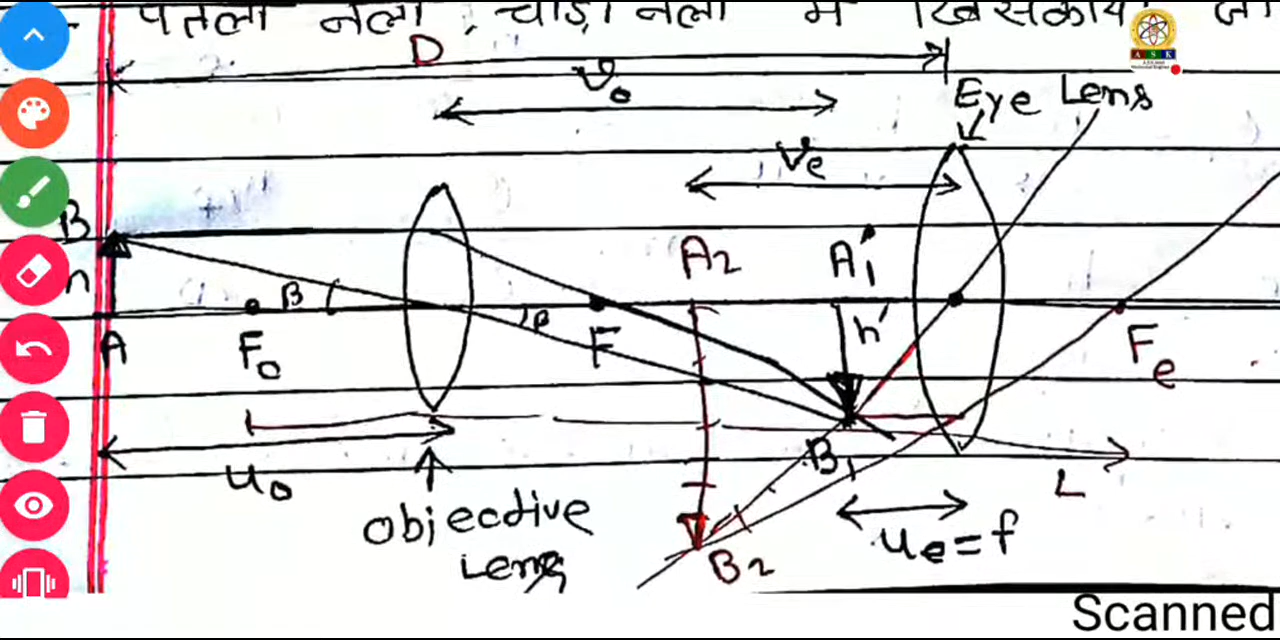 पतली नली, चौड़ी नली में खिसकायी जा
D
v₀
Eye Lens
vₑ
B
A₂
A₁'
h
β
β
h'
A
F₀
F
Fₑ
B₁
u₀
L
objective
Lens
uₑ = f
B₂
A S K
Scanned